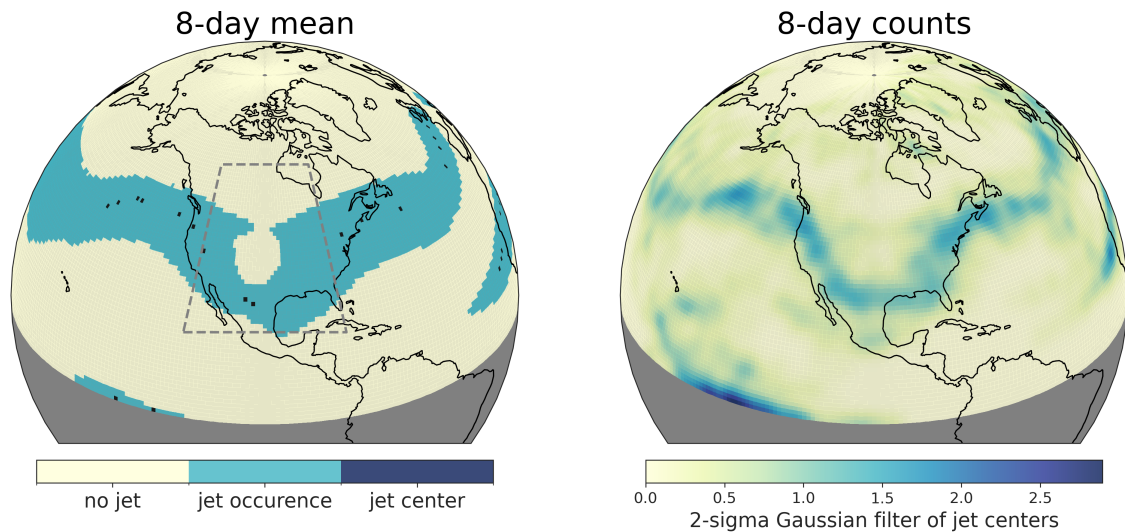 8-day mean
8-day counts
no jet
jet occurence
jet center
0.0
0.5
1.0
1.5
2.0
2.5
2-sigma Gaussian filter of jet centers